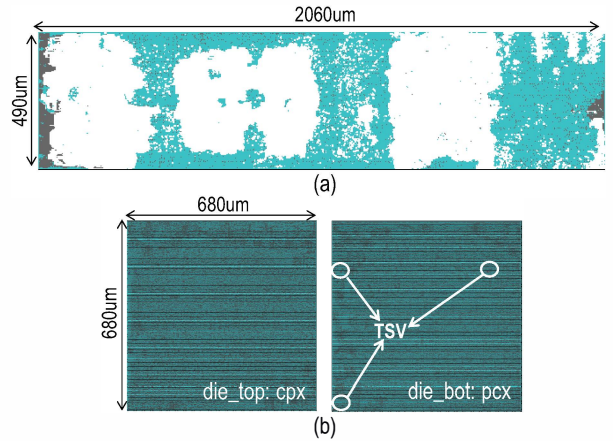 2060um
490um
(a)
680um
680um
TSV
die_top: cpx
die_bot: pcx
(b)